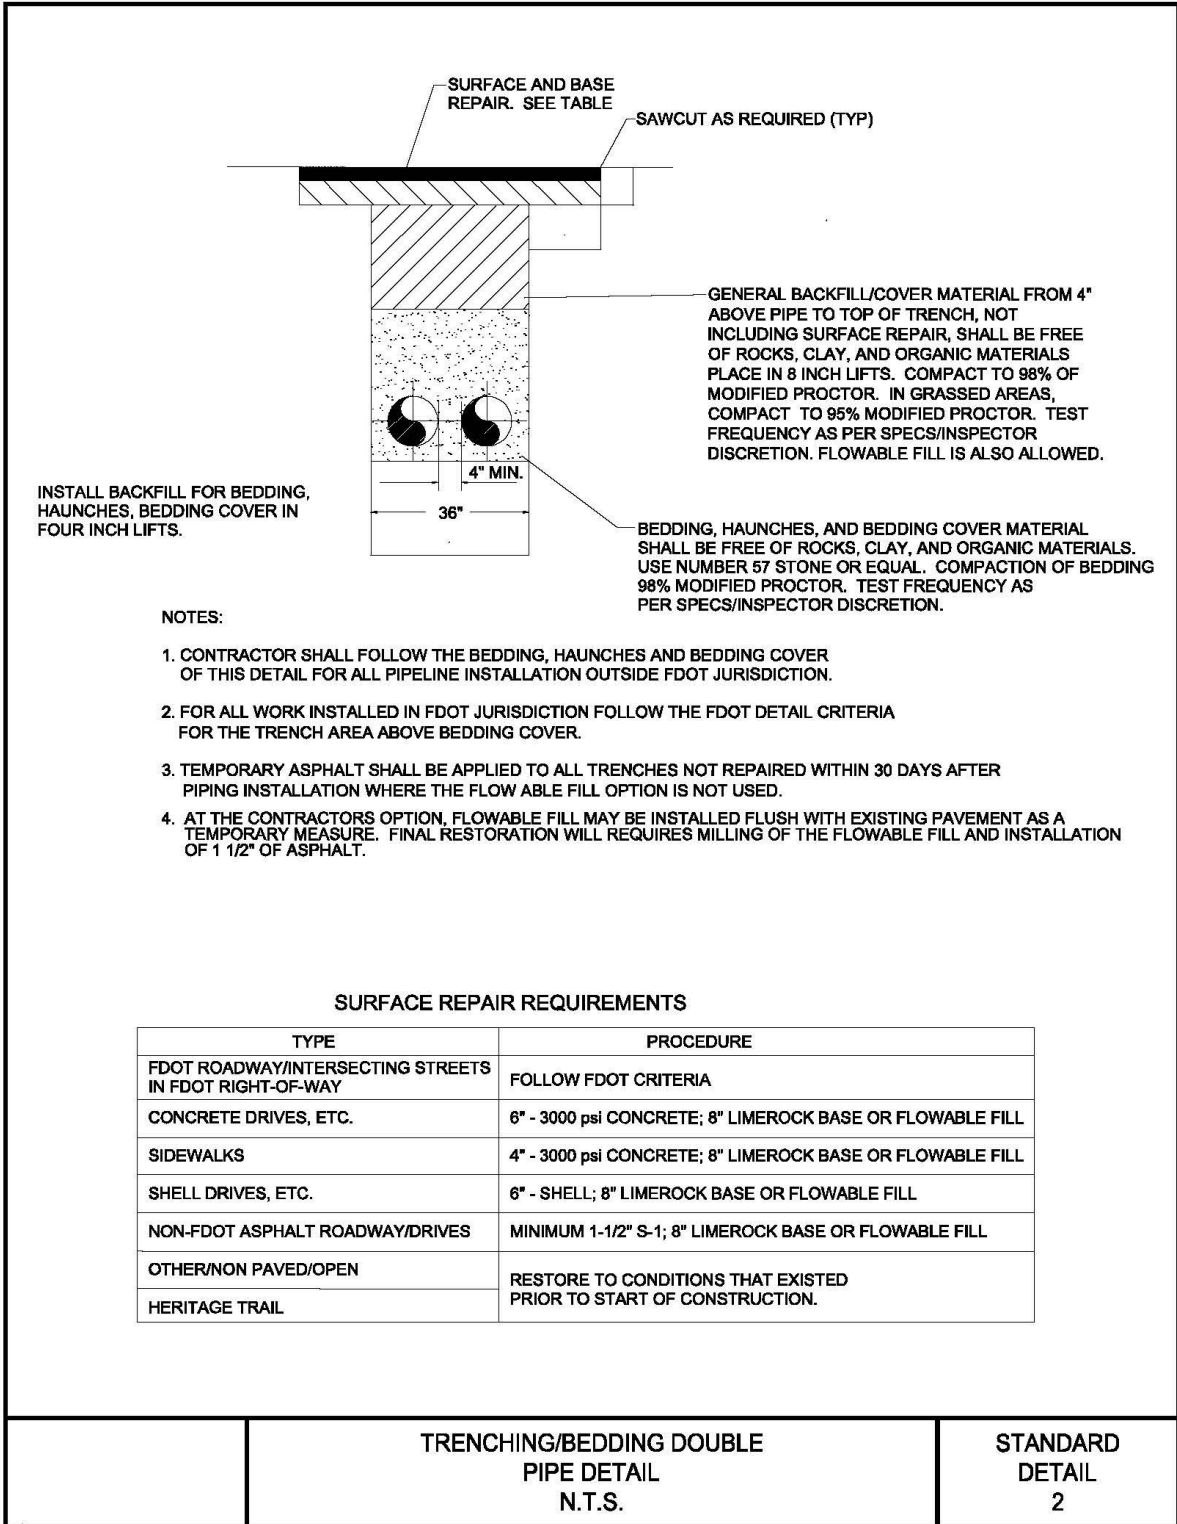 SURFACE AND BASE
REPAIR. SEE TABLE
SAWCUT AS REQUIRED (TYP)
GENERAL BACKFILL/COVER MATERIAL FROM 4"
ABOVE PIPE TO TOP OF TRENCH, NOT
INCLUDING SURFACE REPAIR, SHALL BE FREE
OF ROCKS, CLAY, AND ORGANIC MATERIALS
PLACE IN 8 INCH LIFTS. COMPACT TO 98% OF
MODIFIED PROCTOR. IN GRASSED AREAS,
COMPACT TO 95% MODIFIED PROCTOR. TEST
FREQUENCY AS PER SPECS/INSPECTOR
DISCRETION. FLOWABLE FILL IS ALSO ALLOWED.
4" MIN.
36"
INSTALL BACKFILL FOR BEDDING,
HAUNCHES, BEDDING COVER IN
FOUR INCH LIFTS.
BEDDING, HAUNCHES, AND BEDDING COVER MATERIAL
SHALL BE FREE OF ROCKS, CLAY, AND ORGANIC MATERIALS.
USE NUMBER 57 STONE OR EQUAL. COMPACTION OF BEDDING
98% MODIFIED PROCTOR. TEST FREQUENCY AS
PER SPECS/INSPECTOR DISCRETION.
NOTES:
1. CONTRACTOR SHALL FOLLOW THE BEDDING, HAUNCHES AND BEDDING COVER
OF THIS DETAIL FOR ALL PIPELINE INSTALLATION OUTSIDE FDOT JURISDICTION.
2. FOR ALL WORK INSTALLED IN FDOT JURISDICTION FOLLOW THE FDOT DETAIL CRITERIA
FOR THE TRENCH AREA ABOVE BEDDING COVER.
3. TEMPORARY ASPHALT SHALL BE APPLIED TO ALL TRENCHES NOT REPAIRED WITHIN 30 DAYS AFTER
PIPING INSTALLATION WHERE THE FLOW ABLE FILL OPTION IS NOT USED.
4. AT THE CONTRACTORS OPTION, FLOWABLE FILL MAY BE INSTALLED FLUSH WITH EXISTING PAVEMENT AS A
TEMPORARY MEASURE. FINAL RESTORATION WILL REQUIRES MILLING OF THE FLOWABLE FILL AND INSTALLATION
OF 1 1/2" OF ASPHALT.
SURFACE REPAIR REQUIREMENTS
TYPE PROCEDURE
FDOT ROADWAY/INTERSECTING STREETS
IN FDOT RIGHT-OF-WAY
FOLLOW FDOT CRITERIA
CONCRETE DRIVES, ETC. 6" - 3000 psi CONCRETE; 8" LIMEROCK BASE OR FLOWABLE FILL
SIDEWALKS 4" - 3000 psi CONCRETE; 8" LIMEROCK BASE OR FLOWABLE FILL
SHELL DRIVES, ETC. 6" - SHELL; 8" LIMEROCK BASE OR FLOWABLE FILL
NON-FDOT ASPHALT ROADWAY/DRIVES MINIMUM 1-1/2" S-1; 8" LIMEROCK BASE OR FLOWABLE FILL
OTHER/NON PAVED/OPEN
HERITAGE TRAIL
RESTORE TO CONDITIONS THAT EXISTED
PRIOR TO START OF CONSTRUCTION.
TRENCHING/BEDDING DOUBLE
PIPE DETAIL
N.T.S.
STANDARD
DETAIL
2